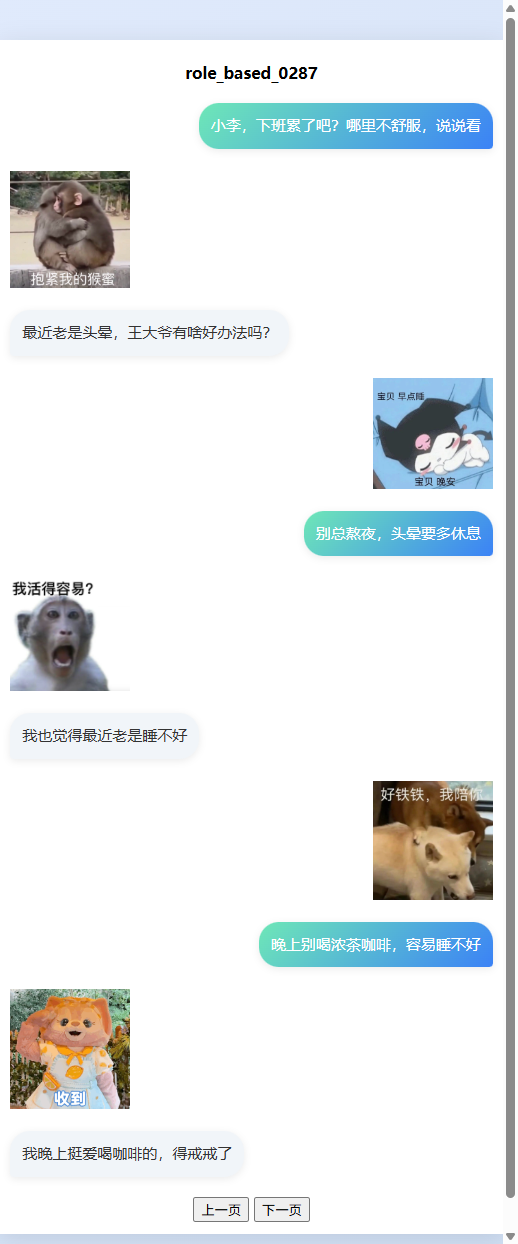 role_based_0287
小李，下班累了吧？哪里不舒服，说说看
抱紧我的猴蜜
最近老是头晕，王大爷有啥好办法吗？
宝贝 早点睡
宝贝 晚安
别总熬夜，头晕要多休息
我活得容易？
我也觉得最近老是睡不好
好铁铁，我陪你
晚上别喝浓茶咖啡，容易睡不好
收到
我晚上挺爱喝咖啡的，得戒戒了
上一页 下一页